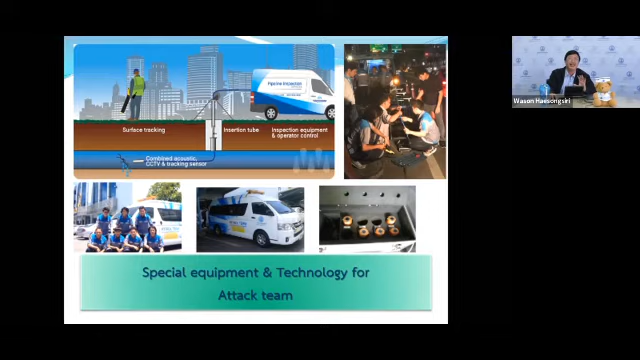 Pipeline Inspection
Surface tracking
Insertion tube
Inspection equipment
& operator control
Combined acoustic,
CCTV & tracking sensor
Special equipment & Technology for
Attack team
Wason Haesongsiri